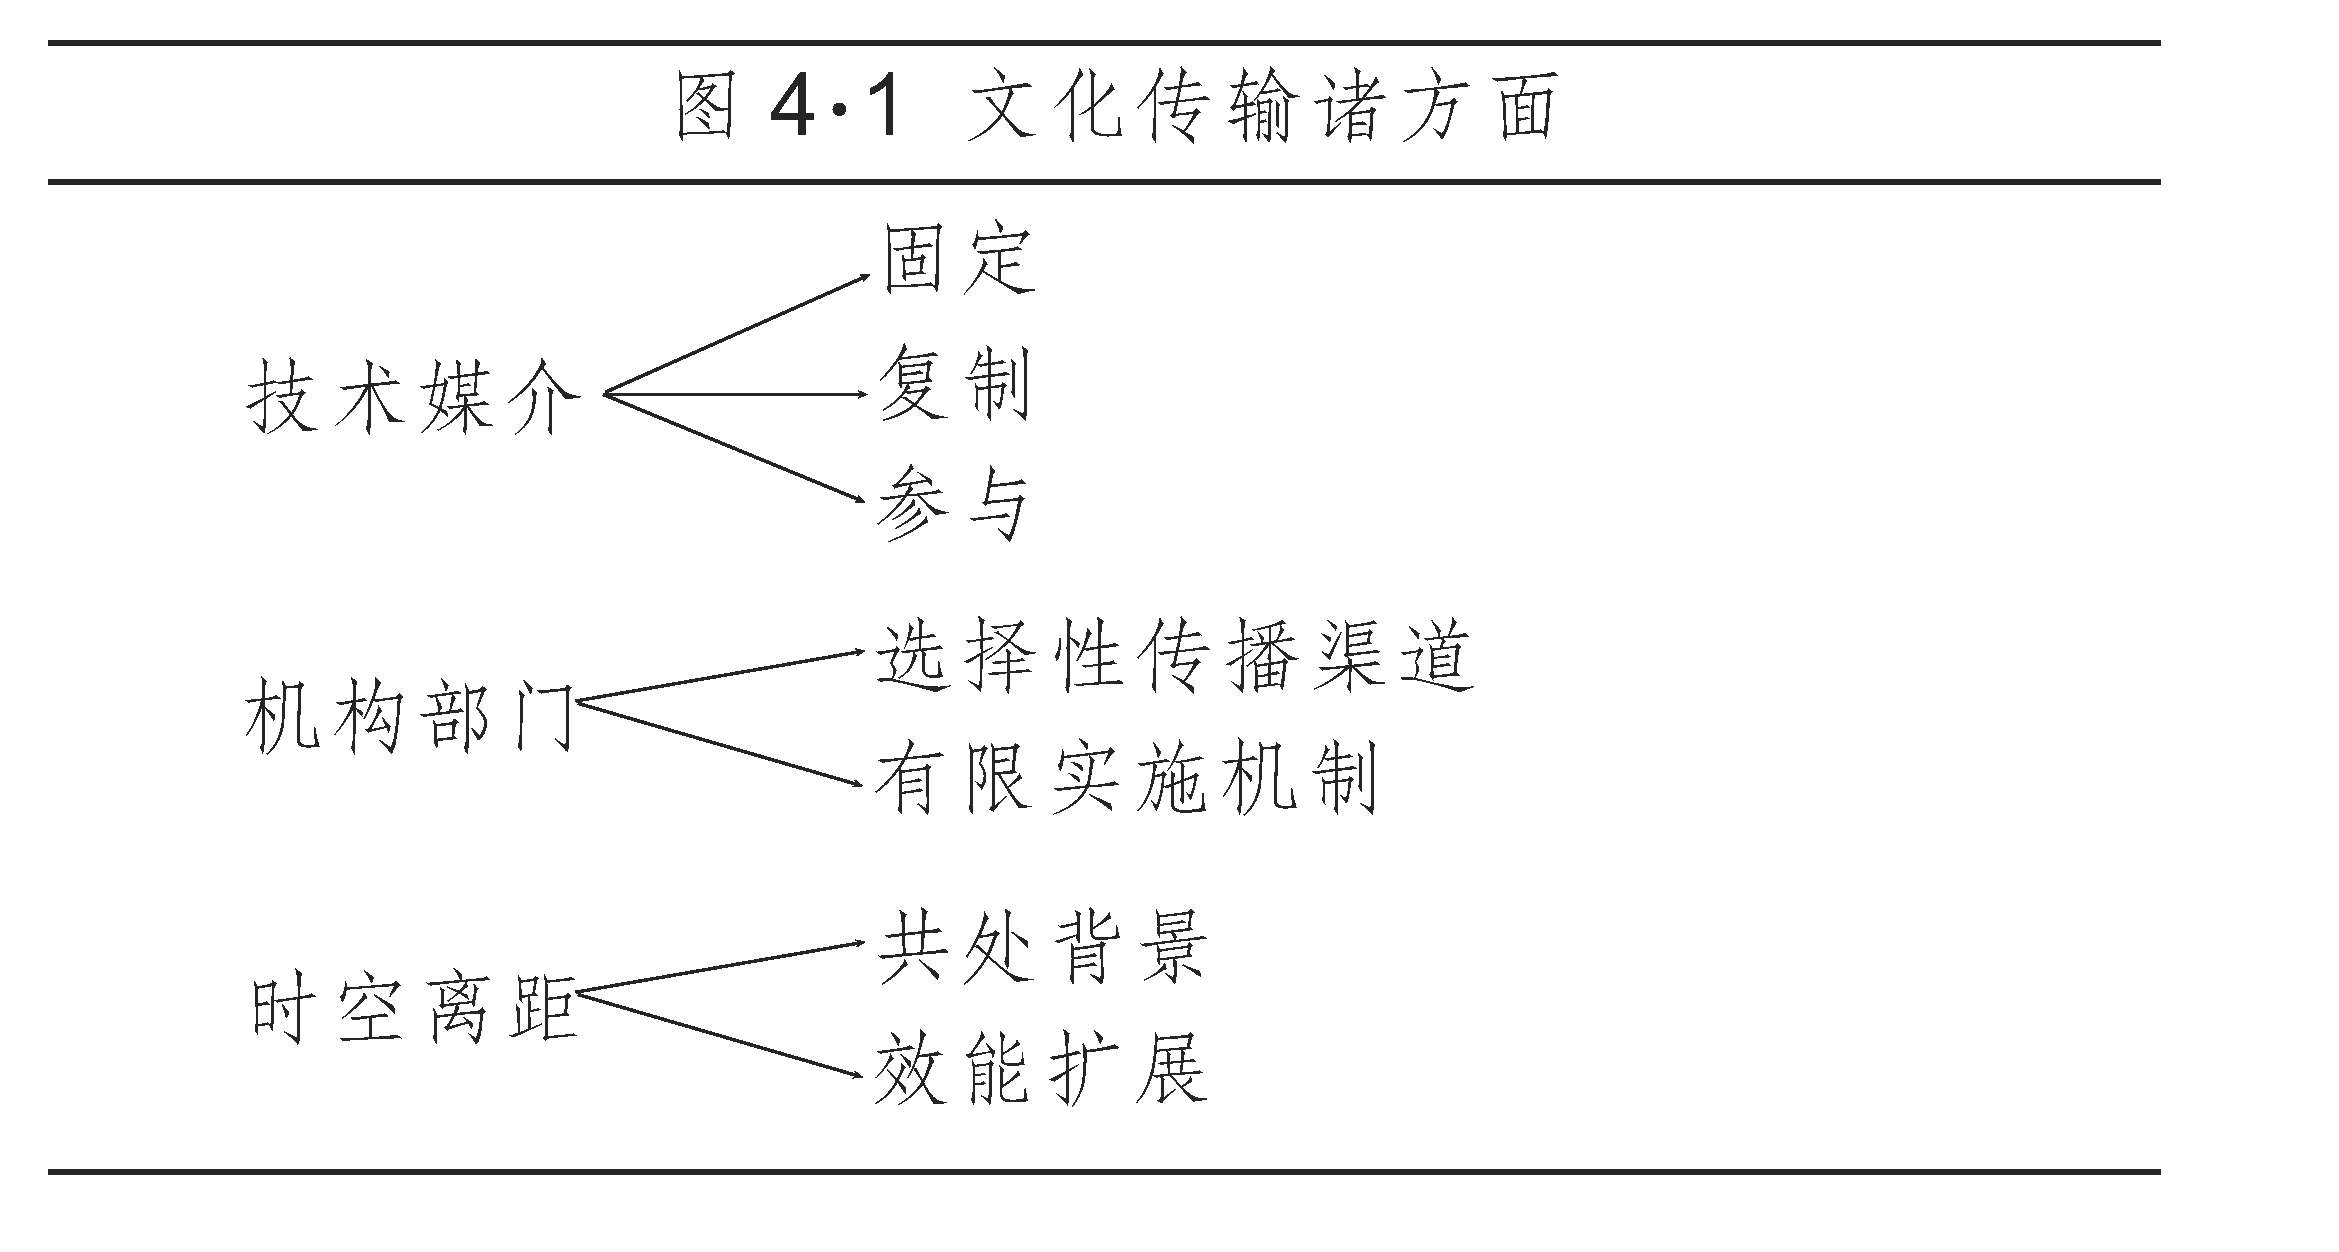 图 4·1 文化传输诸方面
技术媒介
固定
复制
参与
机构部门
选择性传播渠道
有限实施机制
时空离距
共处背景
效能扩展